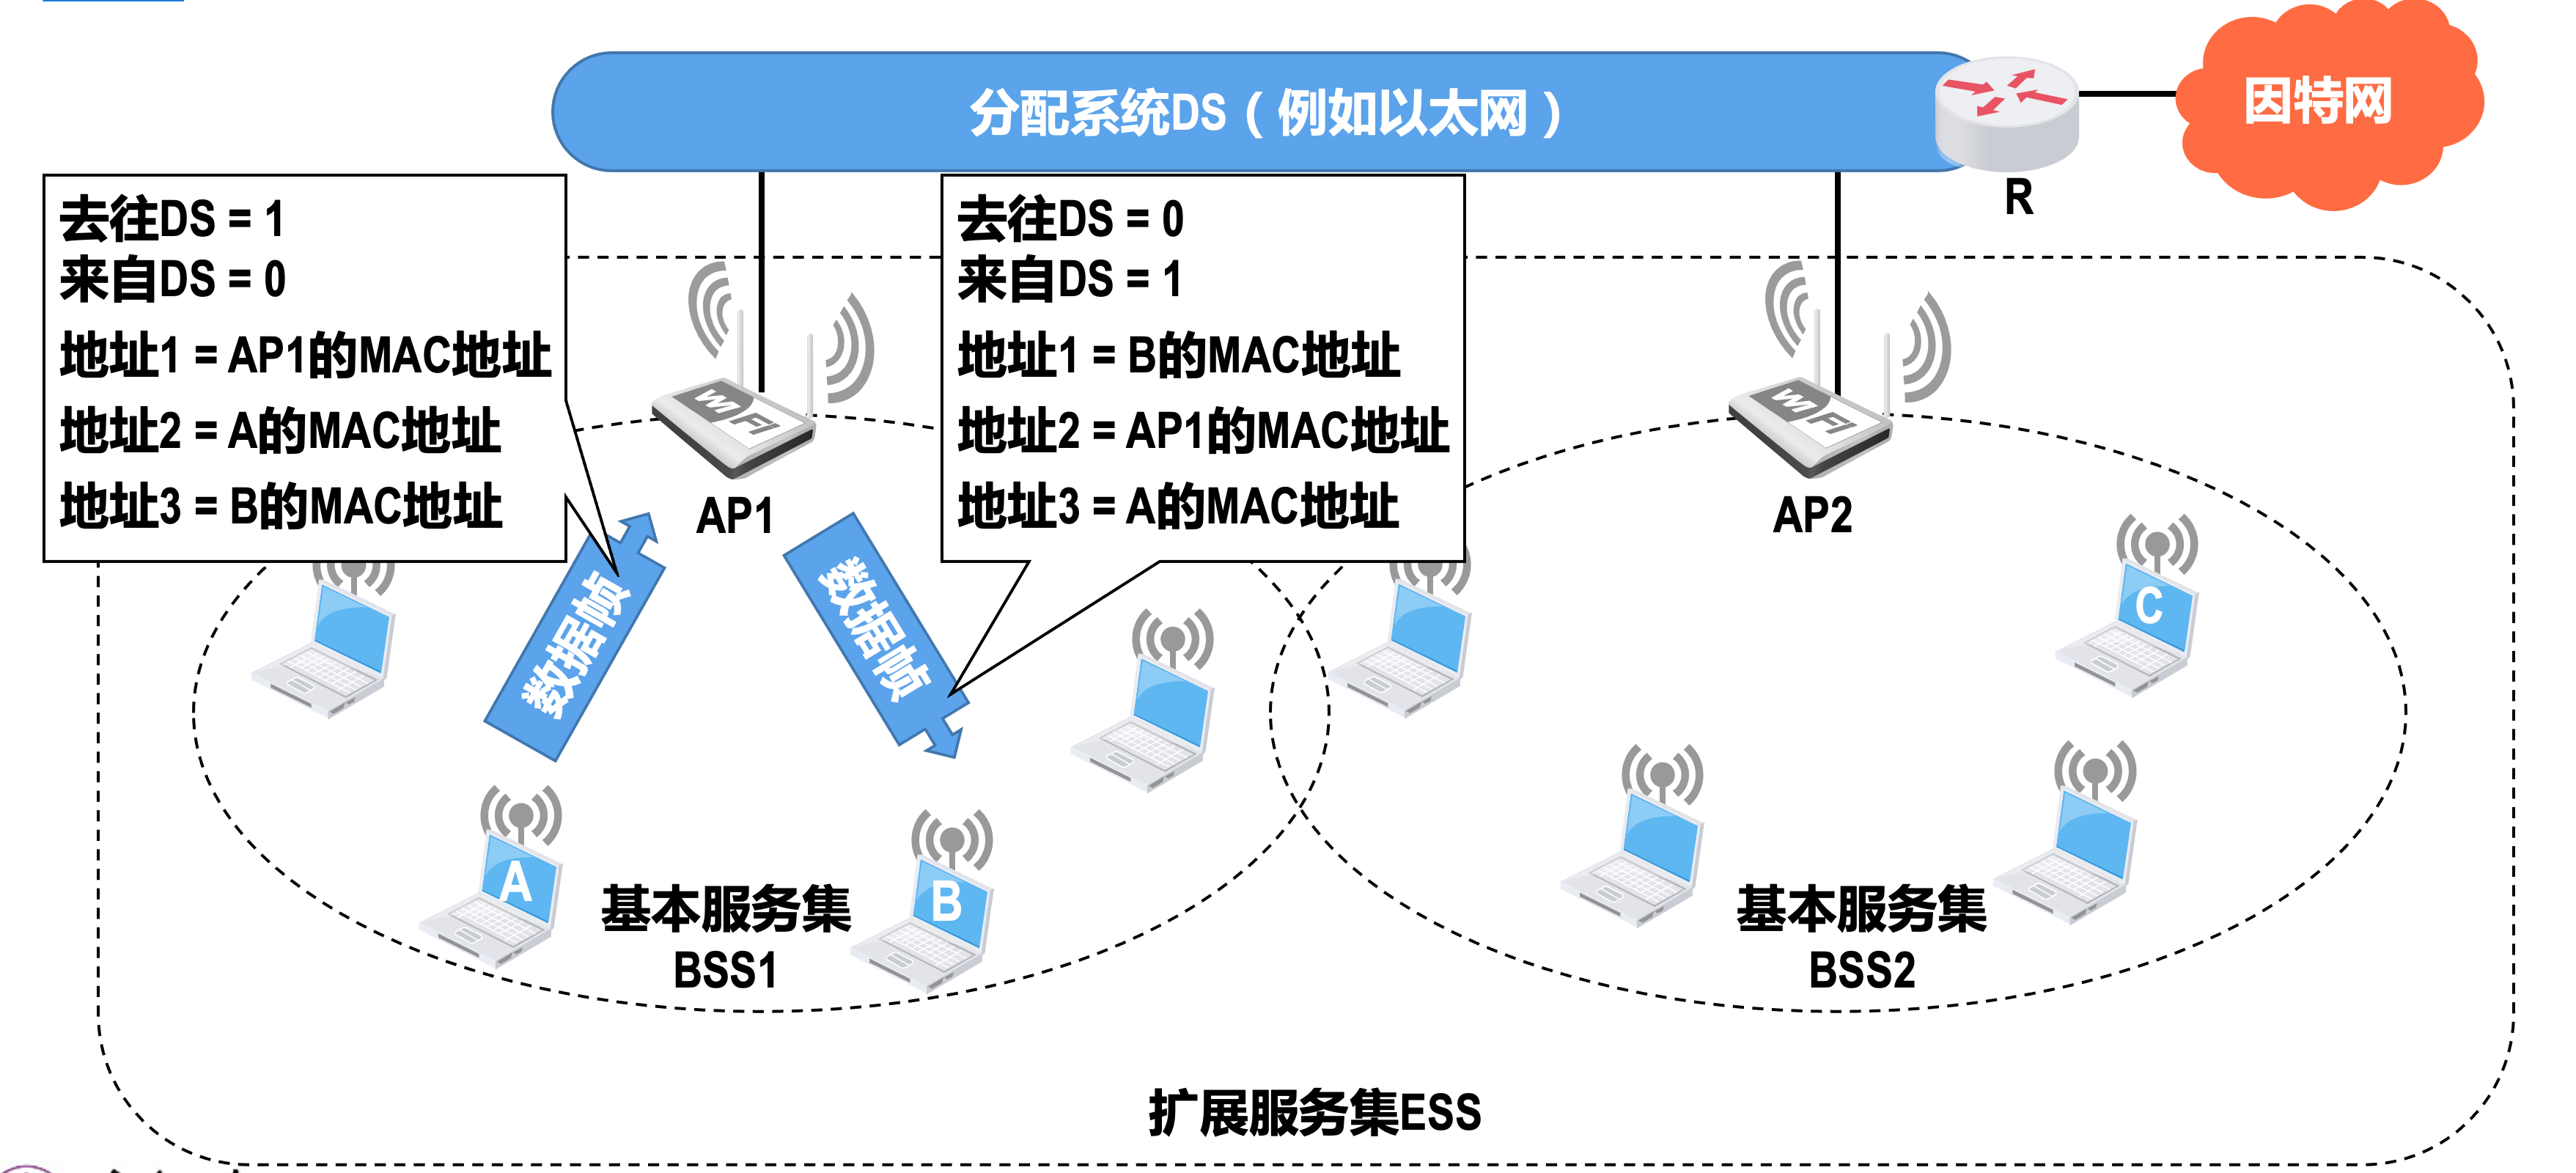 分配系统DS（例如以太网）
因特网
R
去往DS = 1
来自DS = 0
地址1 = AP1的MAC地址
地址2 = A的MAC地址
地址3 = B的MAC地址
去往DS = 0
来自DS = 1
地址1 = B的MAC地址
地址2 = AP1的MAC地址
地址3 = A的MAC地址
WiFi
AP1
WiFi
AP2
数据帧
数据帧
C
A
B
基本服务集
BSS1
基本服务集
BSS2
扩展服务集ESS